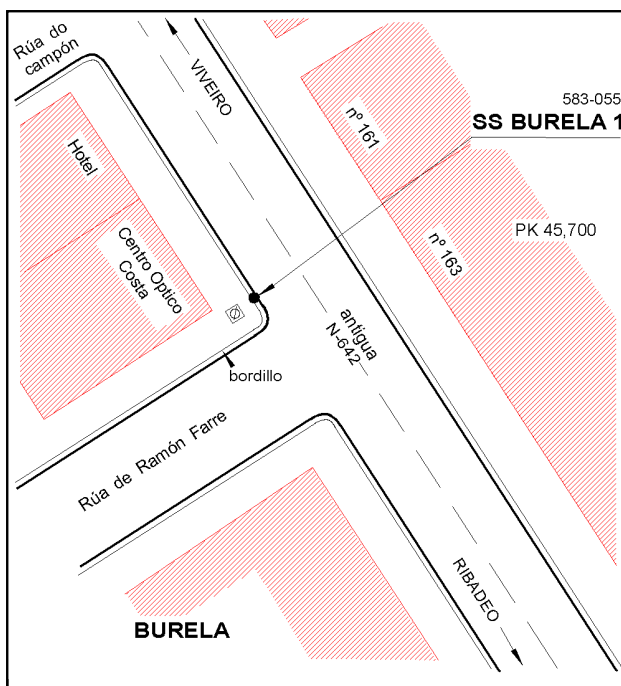 Rúa do
campón
VIVEIRO
583-055
SS BURELA 1
nº 161
Hotel
PK 45,700
nº 163
Centro Optico
Costa
antigua
N-642
bordillo
Rúa de Ramón Farre
RIBADEO
BURELA